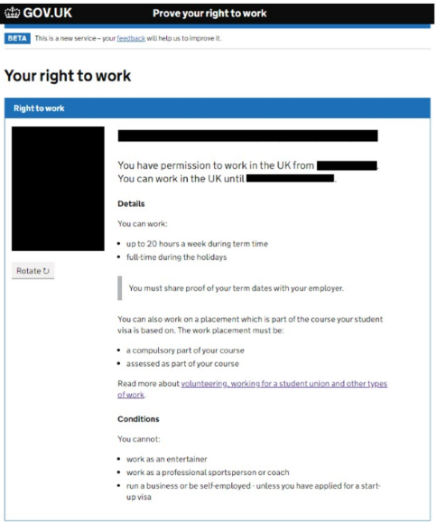 GOV.UK Prove your right to work
BETA This is a new service – your feedback will help us to improve it.
Your right to work
Right to work
You have permission to work in the UK from
You can work in the UK until .
Details
You can work:
• up to 20 hours a week during term time
• full-time during the holidays
Rotate ↻
You must share proof of your term dates with your employer.
You can also work on a placement which is part of the course your student
visa is based on. The work placement must be:
• a compulsory part of your course
• assessed as part of your course
Read more about volunteering, working for a student union and other types
of work.
Conditions
You cannot:
• work as an entertainer
• work as a professional sportsperson or coach
• run a business or be self-employed - unless you have applied for a start-
up visa